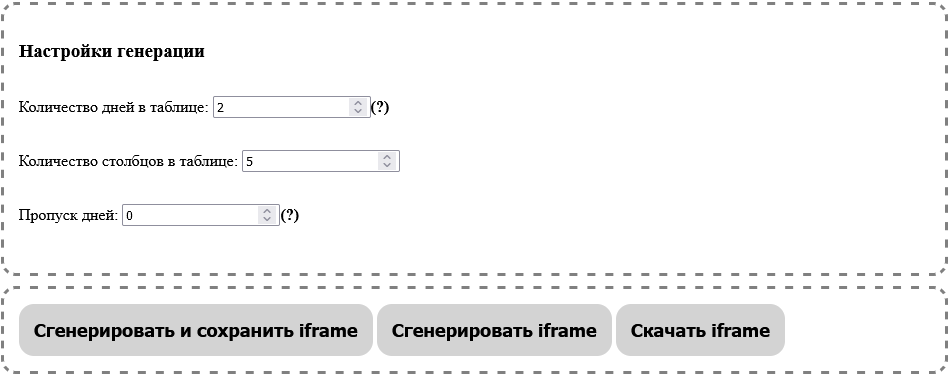 Настройки генерации
Количество дней в таблице: 2 (?)
Количество столбцов в таблице: 5
Пропуск дней: 0 (?)
Сгенерировать и сохранить iframe Сгенерировать iframe Скачать iframe